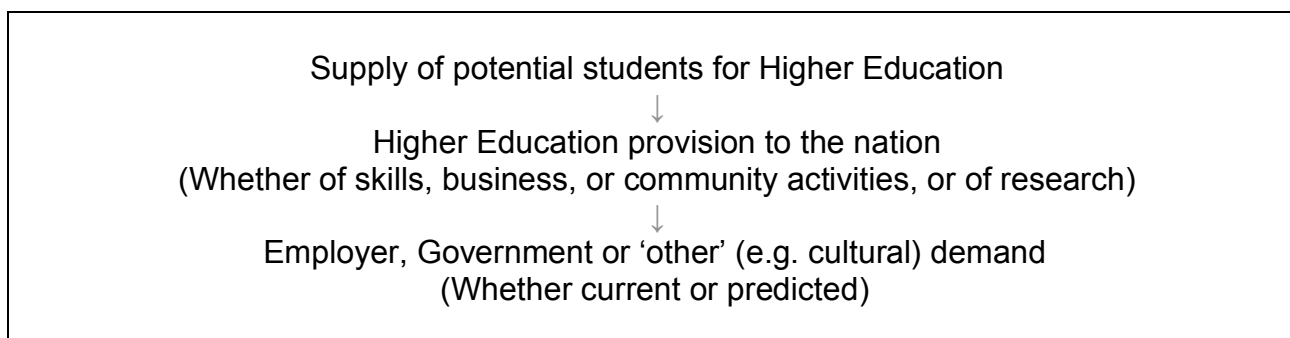 Supply of potential students for Higher Education
↓
Higher Education provision to the nation
(Whether of skills, business, or community activities, or of research)
↓
Employer, Government or ‘other’ (e.g. cultural) demand
(Whether current or predicted)